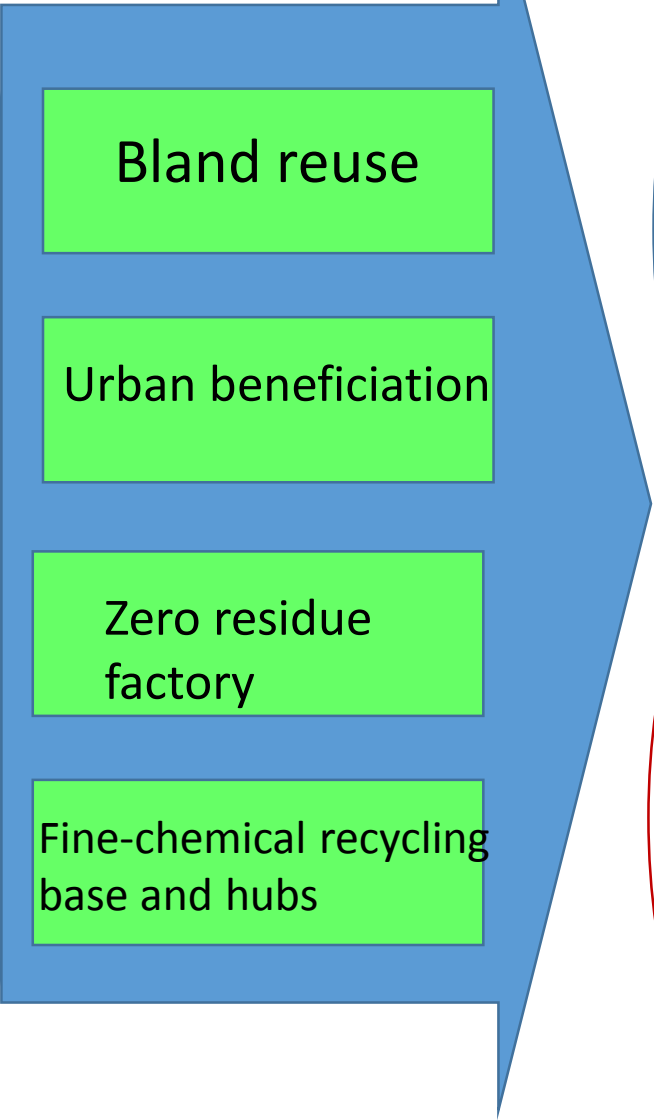 Bland reuse
Urban beneficiation
Zero residue
factory
Fine-chemical recycling
base and hubs